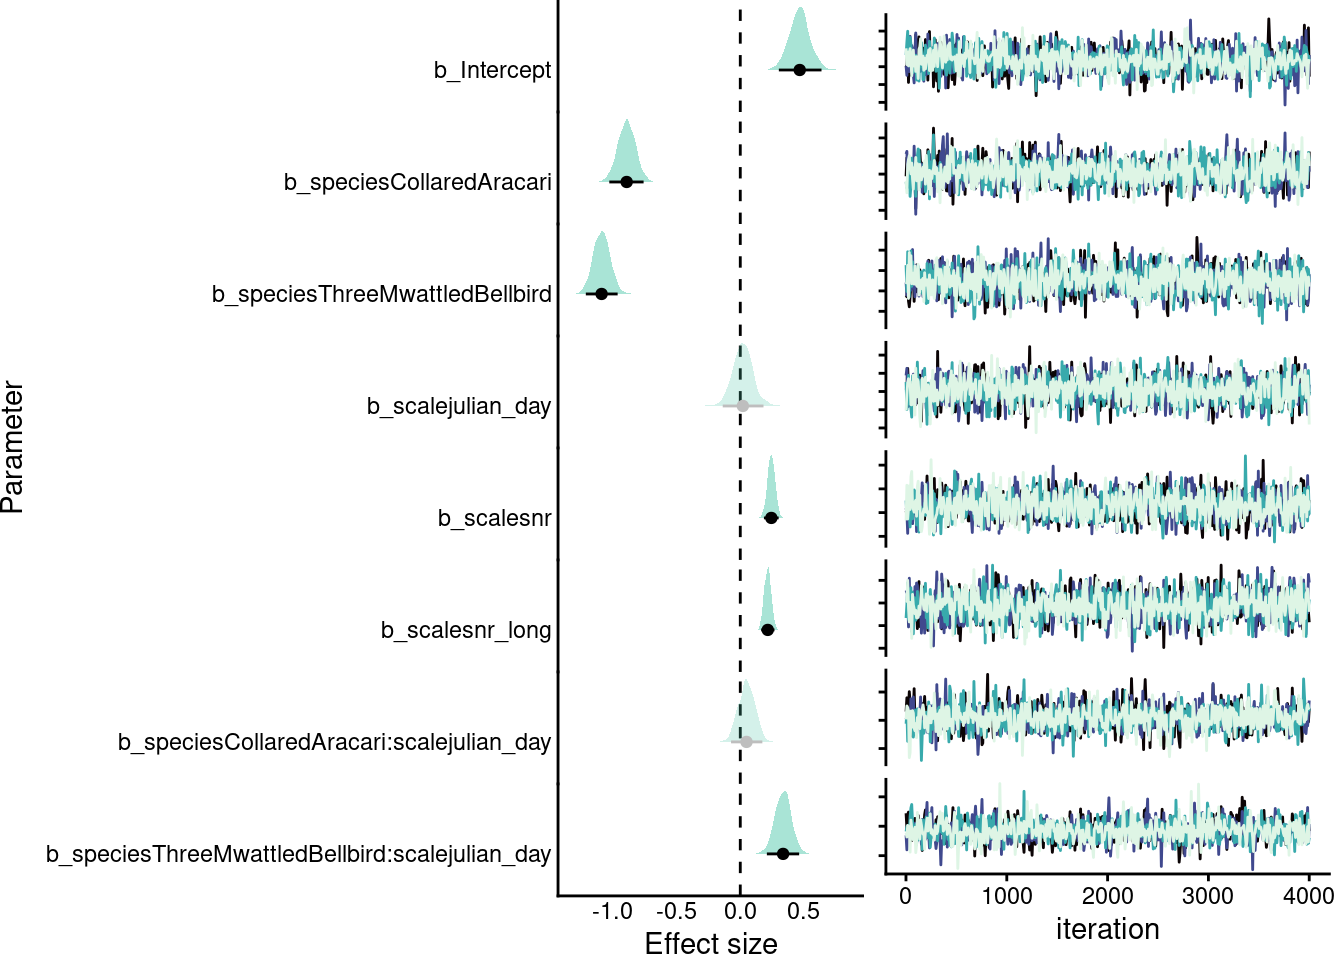 Parameter
b_Intercept
b_speciesCollaredAracari
b_speciesThreeMwattledBellbird
b_scalejulian_day
b_scalesnr
b_scalesnr_long
b_speciesCollaredAracari:scalejulian_day
b_speciesThreeMwattledBellbird:scalejulian_day
-1.0 -0.5 0.0 0.5
Effect size
0 1000 2000 3000 4000
iteration